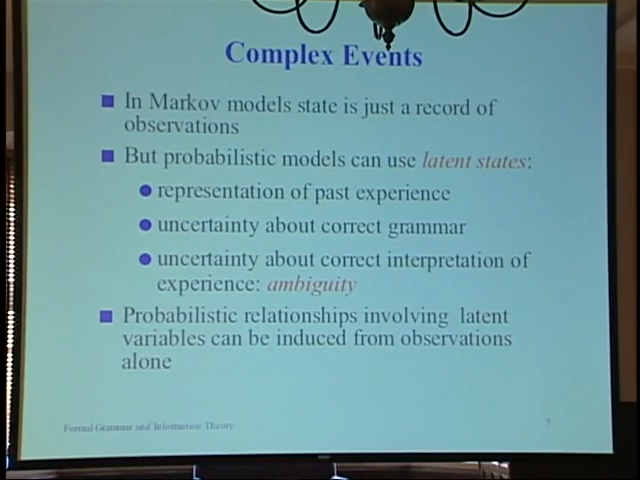 Complex Events
In Markov models state is just a record of
observations
But probabilistic models can use latent states:
representation of past experience
uncertainty about correct grammar
uncertainty about correct interpretation of
experience: ambiguity
Probabilistic relationships involving latent
variables can be induced from observations
alone
Formal Grammar and Information Theory
7